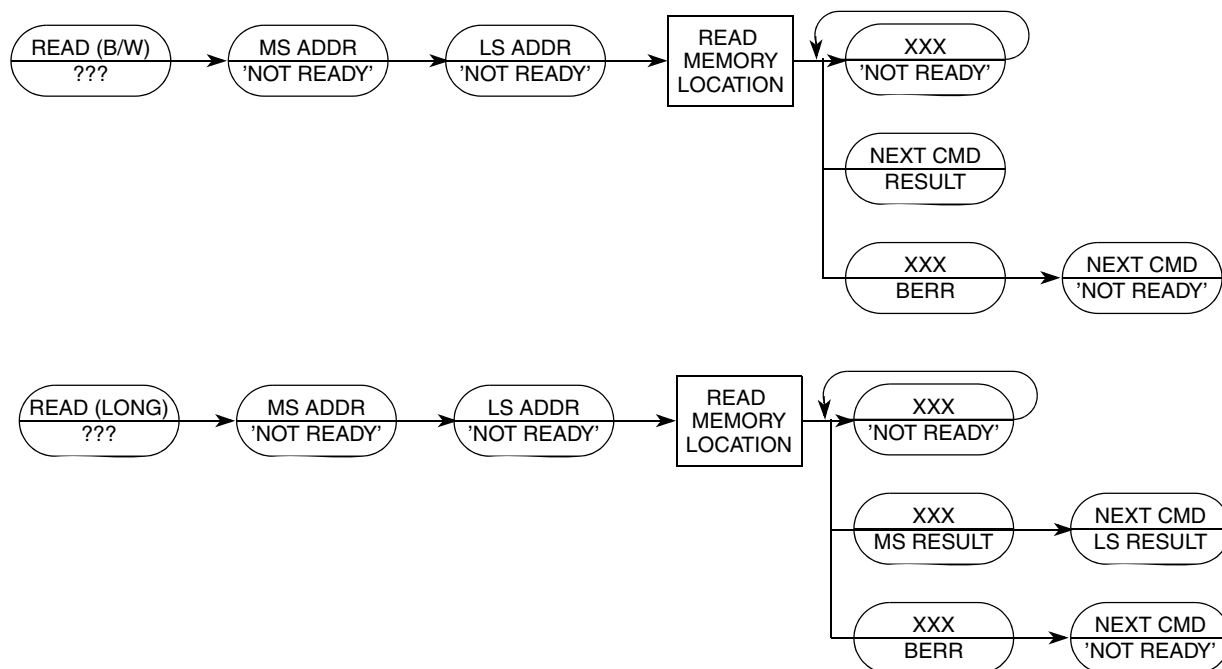 READ (B/W)
???
MS ADDR
'NOT READY'
LS ADDR
'NOT READY'
READ
MEMORY
LOCATION
XXX
'NOT READY'
NEXT CMD
RESULT
XXX
BERR
NEXT CMD
'NOT READY'
READ (LONG)
???
MS ADDR
'NOT READY'
LS ADDR
'NOT READY'
READ
MEMORY
LOCATION
XXX
'NOT READY'
XXX
MS RESULT
NEXT CMD
LS RESULT
XXX
BERR
NEXT CMD
'NOT READY'